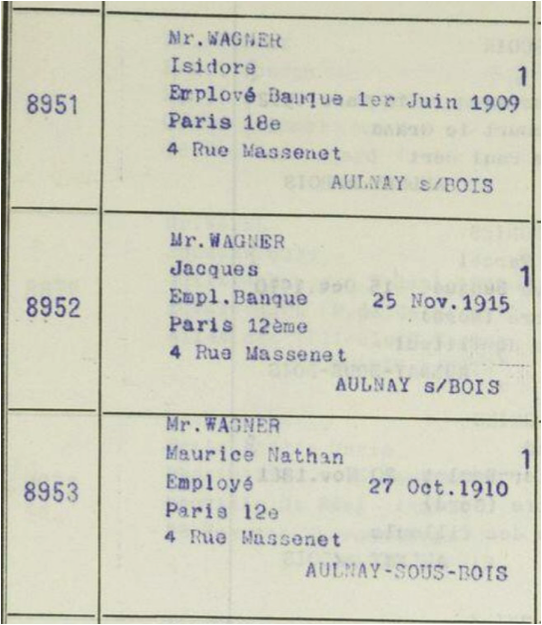 8951
Mr.WAGNER
Isidore
1
Employé Banque 1er Juin 1909
Paris 18e
4 Rue Massenet
AULNAY s/BOIS
8952
Mr.WAGNER
Jacques
1
Empl.Banque 25 Nov.1915
Paris 12ème
4 Rue Massenet
AULNAY s/BOIS
8953
Mr.WAGNER
Maurice Nathan
1
Employé 27 Oct.1910
Paris 12e
4 Rue Massenet
AULNAY-SOUS-BOIS